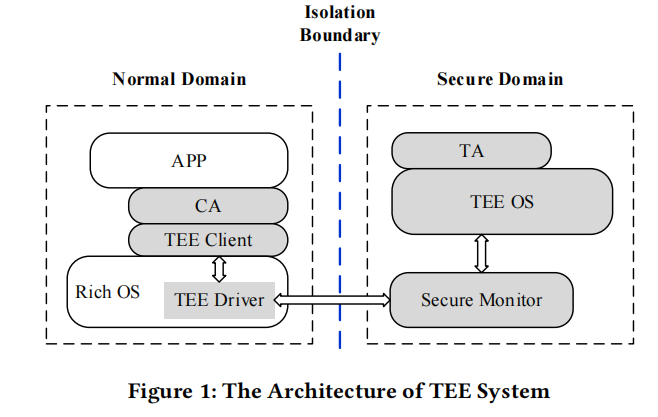 Isolation
Boundary
Normal Domain
Secure Domain
APP
CA
TEE Client
Rich OS
TEE Driver
TA
TEE OS
Secure Monitor
Figure 1: The Architecture of TEE System